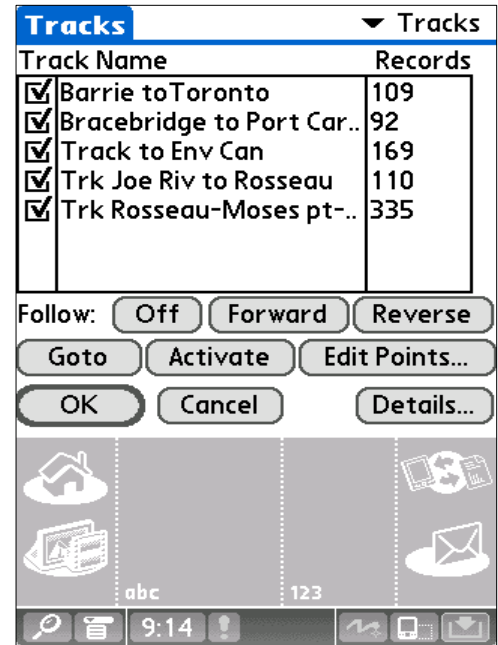 Tracks Tracks
Track Name Records
Barrie toToronto 109
Bracebridge to Port Car.. 92
Track to Env Can 169
Trk Joe Riv to Rosseau 110
Trk Rosseau-Moses pt-.. 335
Follow: Off Forward Reverse
Goto Activate Edit Points...
OK Cancel Details...
abc 123
9:14